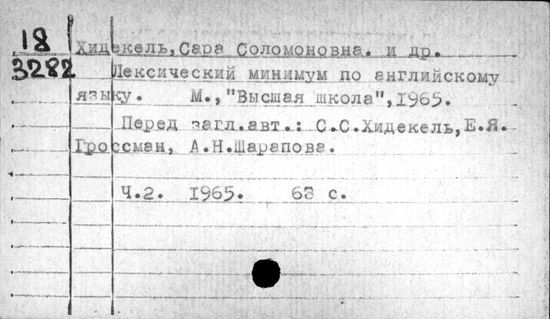 18
3282
Хидекель,Сара Соломоновна. и др.
Лексический минимум по английскому
языку. М.,"Высшая школа",1965.
Перед загл.авт.: С.С.Хидекель,Е.Я.
Гроссман, А.Н.Шарапова.
Ч.2. 1965. с.